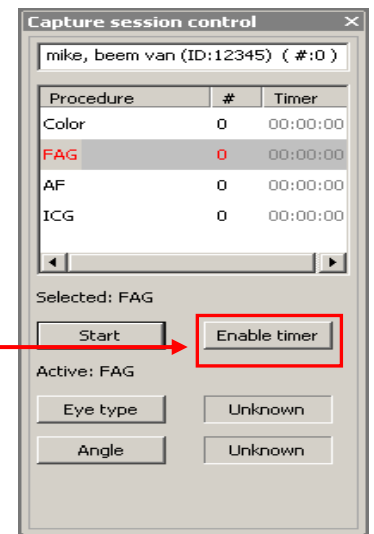 Capture session control
mike, beem van (ID:12345) ( #:0 )
Procedure # Timer
Color 0 00:00:00
FAG 0 00:00:00
AF 0 00:00:00
ICG 0 00:00:00
Selected: FAG
Start Enable timer
Active: FAG
Eye type Unknown
Angle Unknown